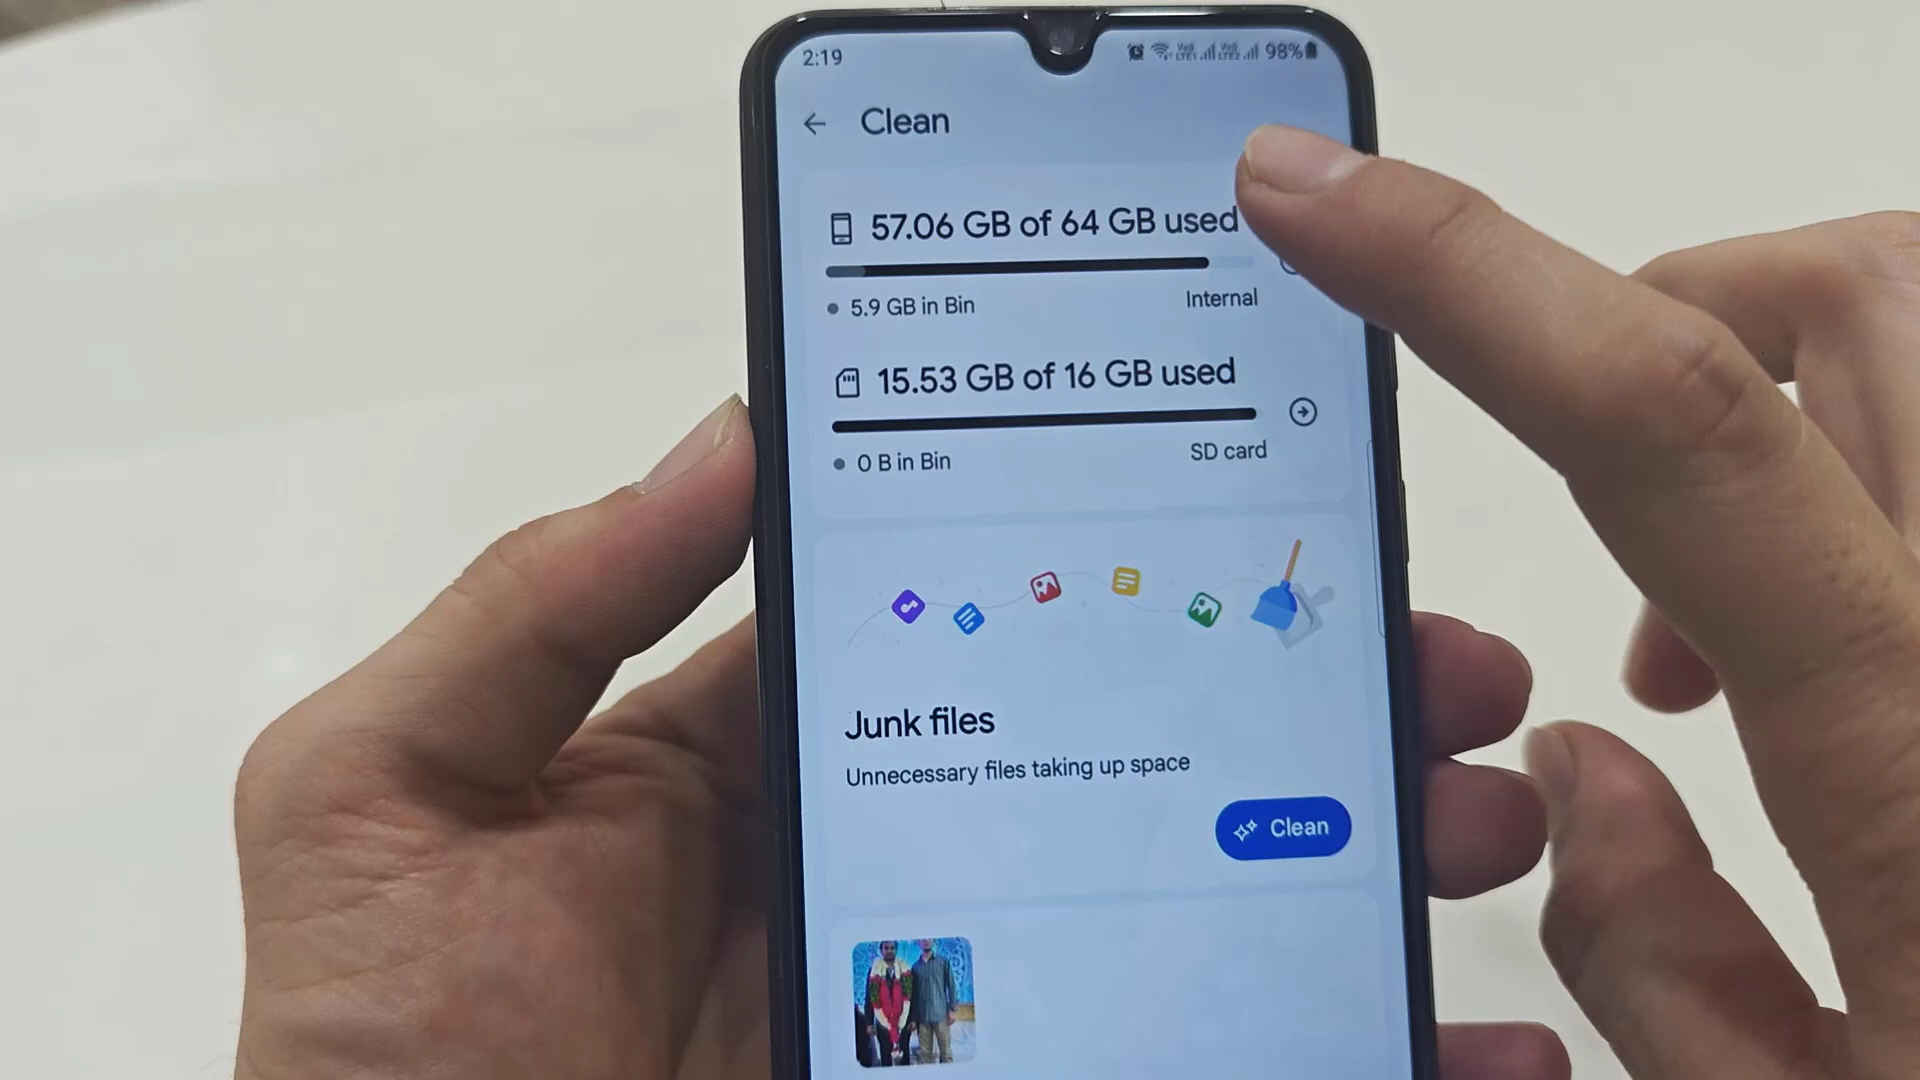 2:19 98%
Clean
57.06 GB of 64 GB used
5.9 GB in Bin Internal
15.53 GB of 16 GB used
0 B in Bin SD card
Junk files
Unnecessary files taking up space
Clean